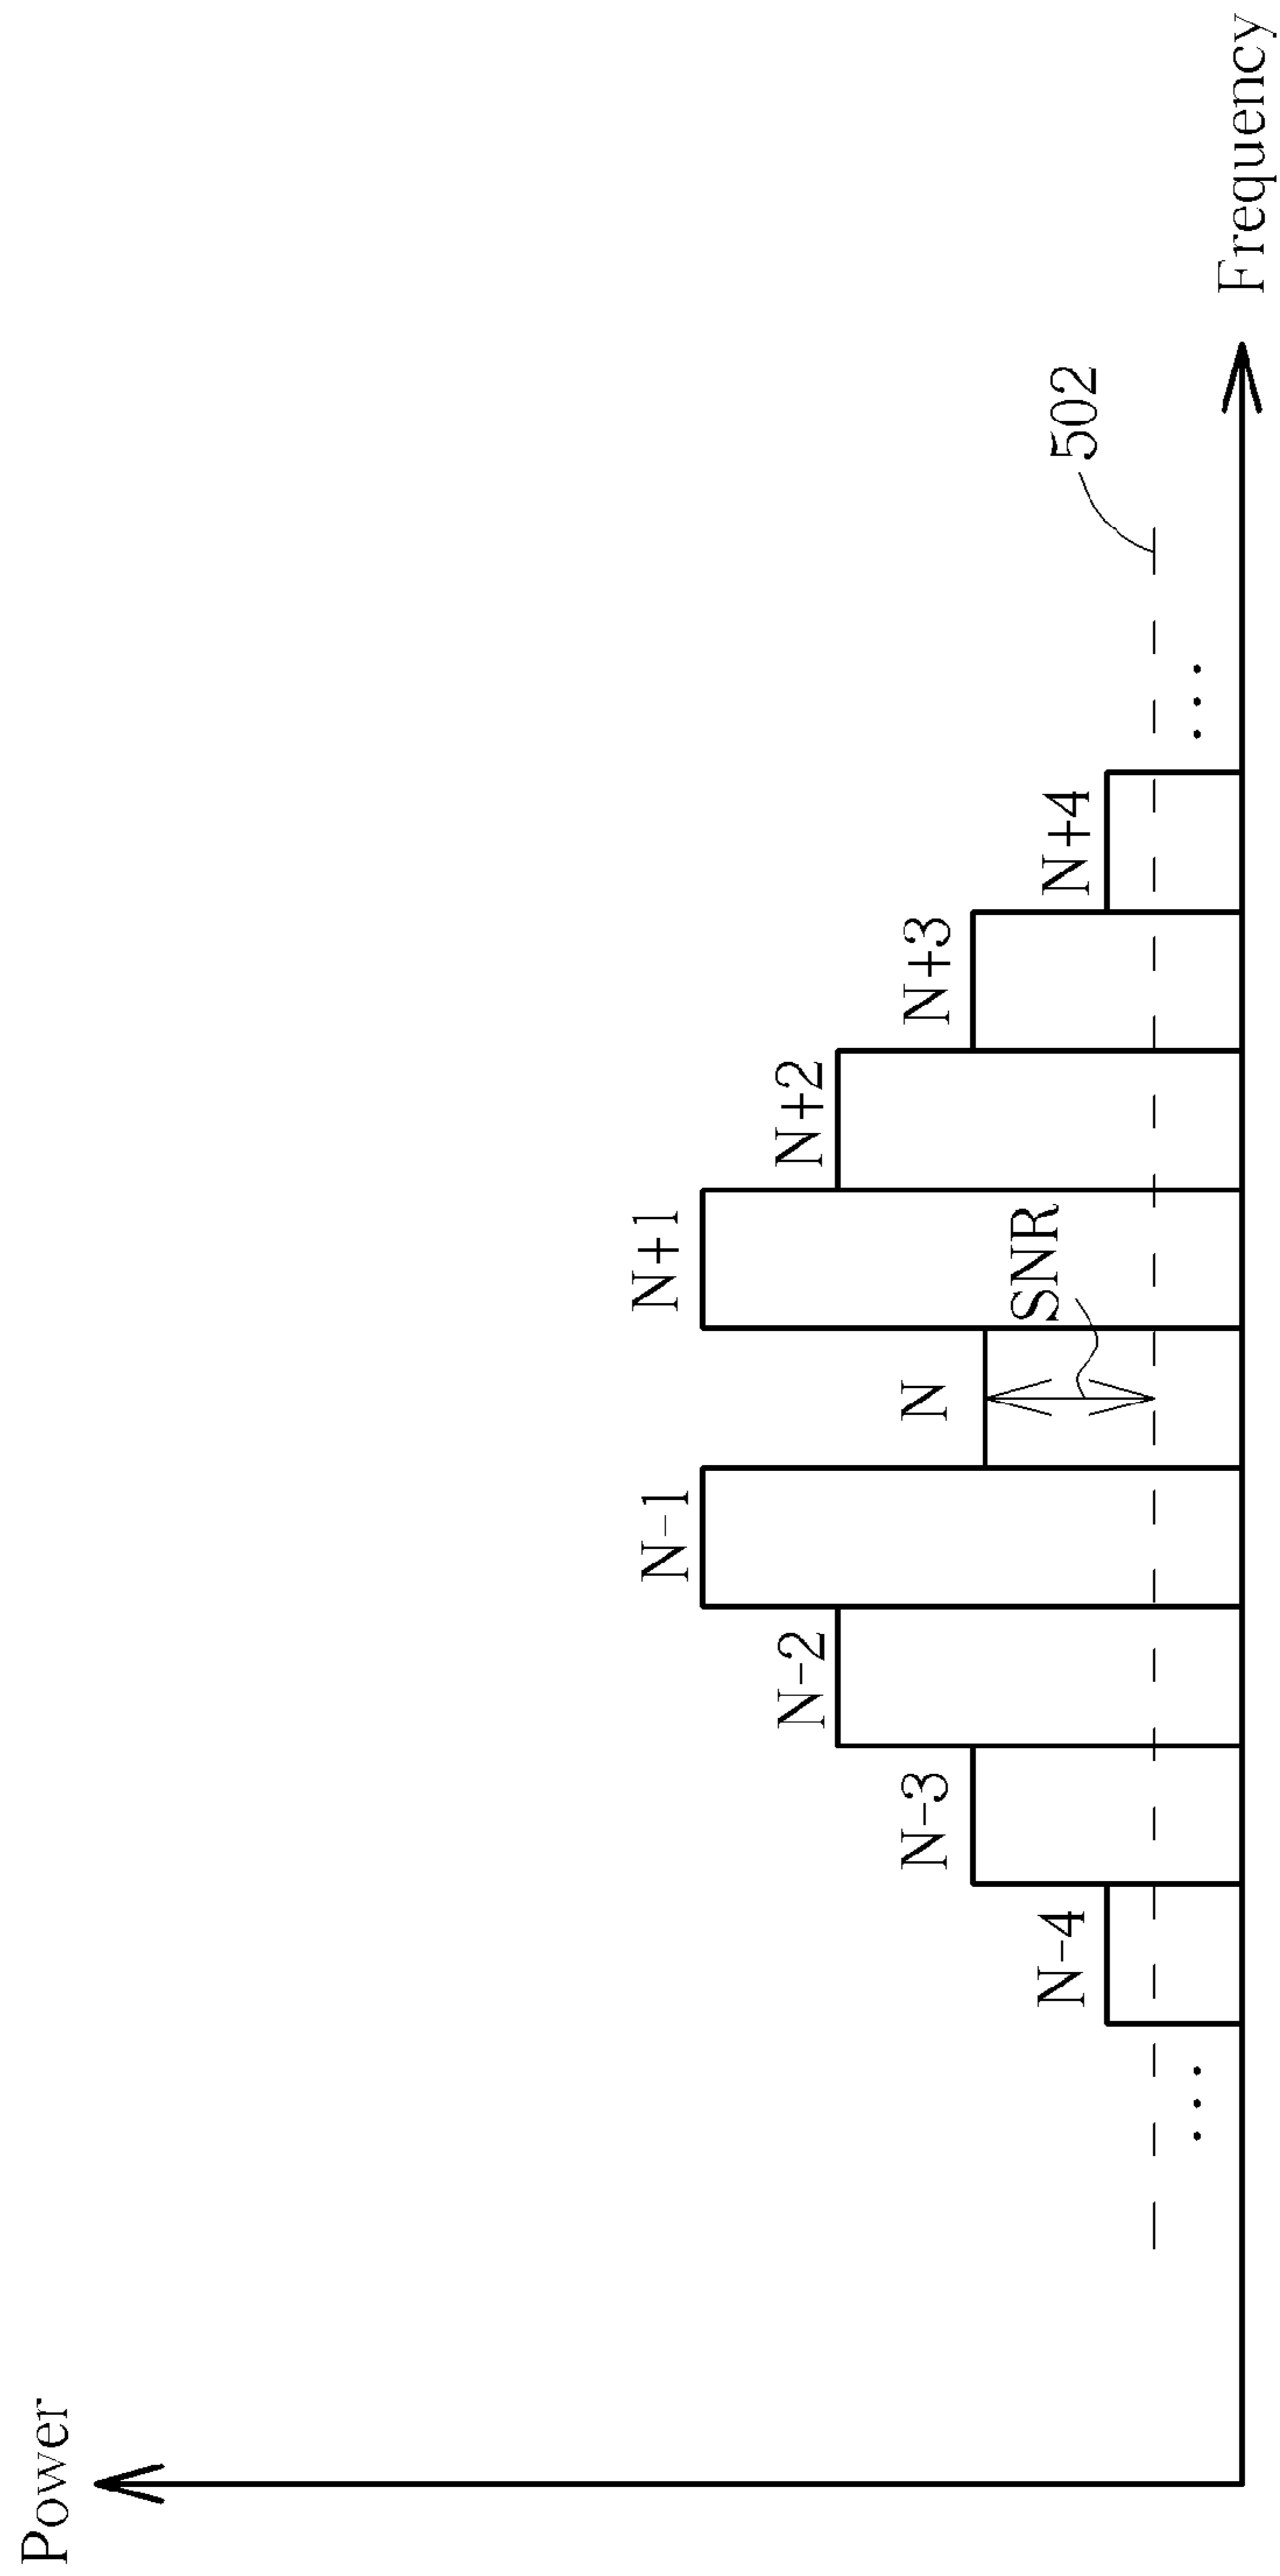 Power
N-4
N-3
N-2
N-1
N
SNR
N+1
N+2
N+3
N+4
...
...
502
Frequency